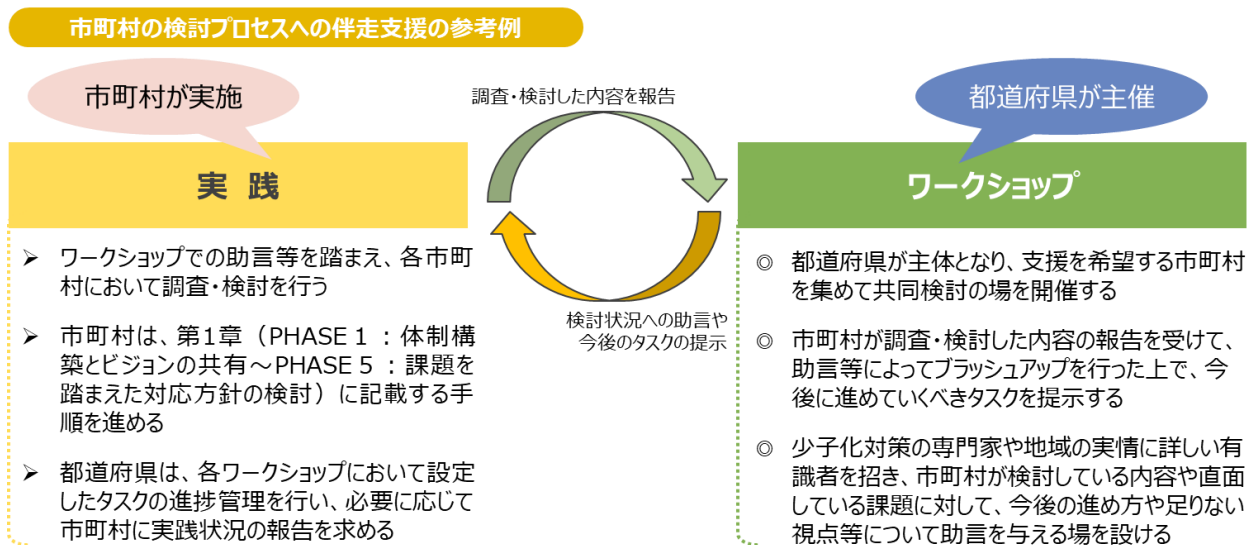 市町村の検討プロセスへの伴走支援の参考例
市町村が実施
実 践
➢ ワークショップでの助言等を踏まえ、各市町
村において調査・検討を行う
➢ 市町村は、第1章（PHASE 1 ：体制構
築とビジョンの共有～PHASE 5 ：課題を
踏まえた対応方針の検討）に記載する手
順を進める
➢ 都道府県は、各ワークショップにおいて設定
したタスクの進捗管理を行い、必要に応じて
市町村に実践状況の報告を求める
調査・検討した内容を報告
検討状況への助言や
今後のタスクの提示
都道府県が主催
ワークショップ
◎ 都道府県が主体となり、支援を希望する市町村
を集めて共同検討の場を開催する
◎ 市町村が調査・検討した内容の報告を受けて、
助言等によってブラッシュアップを行った上で、今
後に進めていくべきタスクを提示する
◎ 少子化対策の専門家や地域の実情に詳しい有
識者を招き、市町村が検討している内容や直面
している課題に対して、今後の進め方や足りない
視点等について助言を与える場を設ける